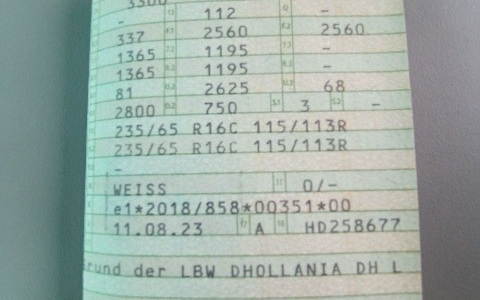 3300
- 112 -
337 2560 2560
1365 1195 -
1365 1195 -
81 2625 68
2800 750 3 -
235/65 R16C 115/113R
235/65 R16C 115/113R
-
WEISS 0/-
e1*2018/858*00351*00
11.08.23 A HD258677
Grund der LBW DHOLLANIA DH L